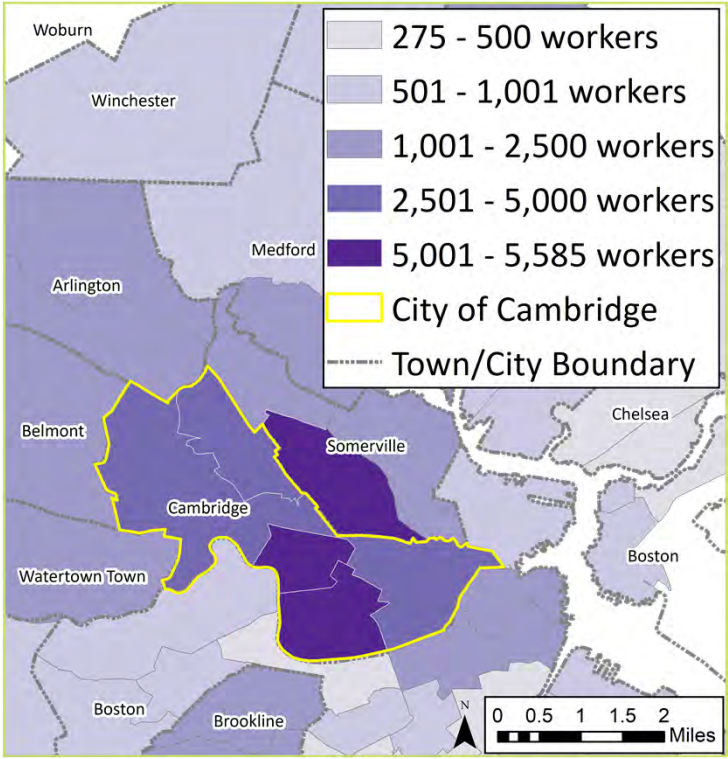 Woburn
Winchester
Medford
Arlington
Belmont
Somerville
Chelsea
Cambridge
Watertown Town
Boston
Boston
Brookline
275 - 500 workers
501 - 1,001 workers
1,001 - 2,500 workers
2,501 - 5,000 workers
5,001 - 5,585 workers
City of Cambridge
Town/City Boundary
N
0 0.5 1 1.5 2
Miles